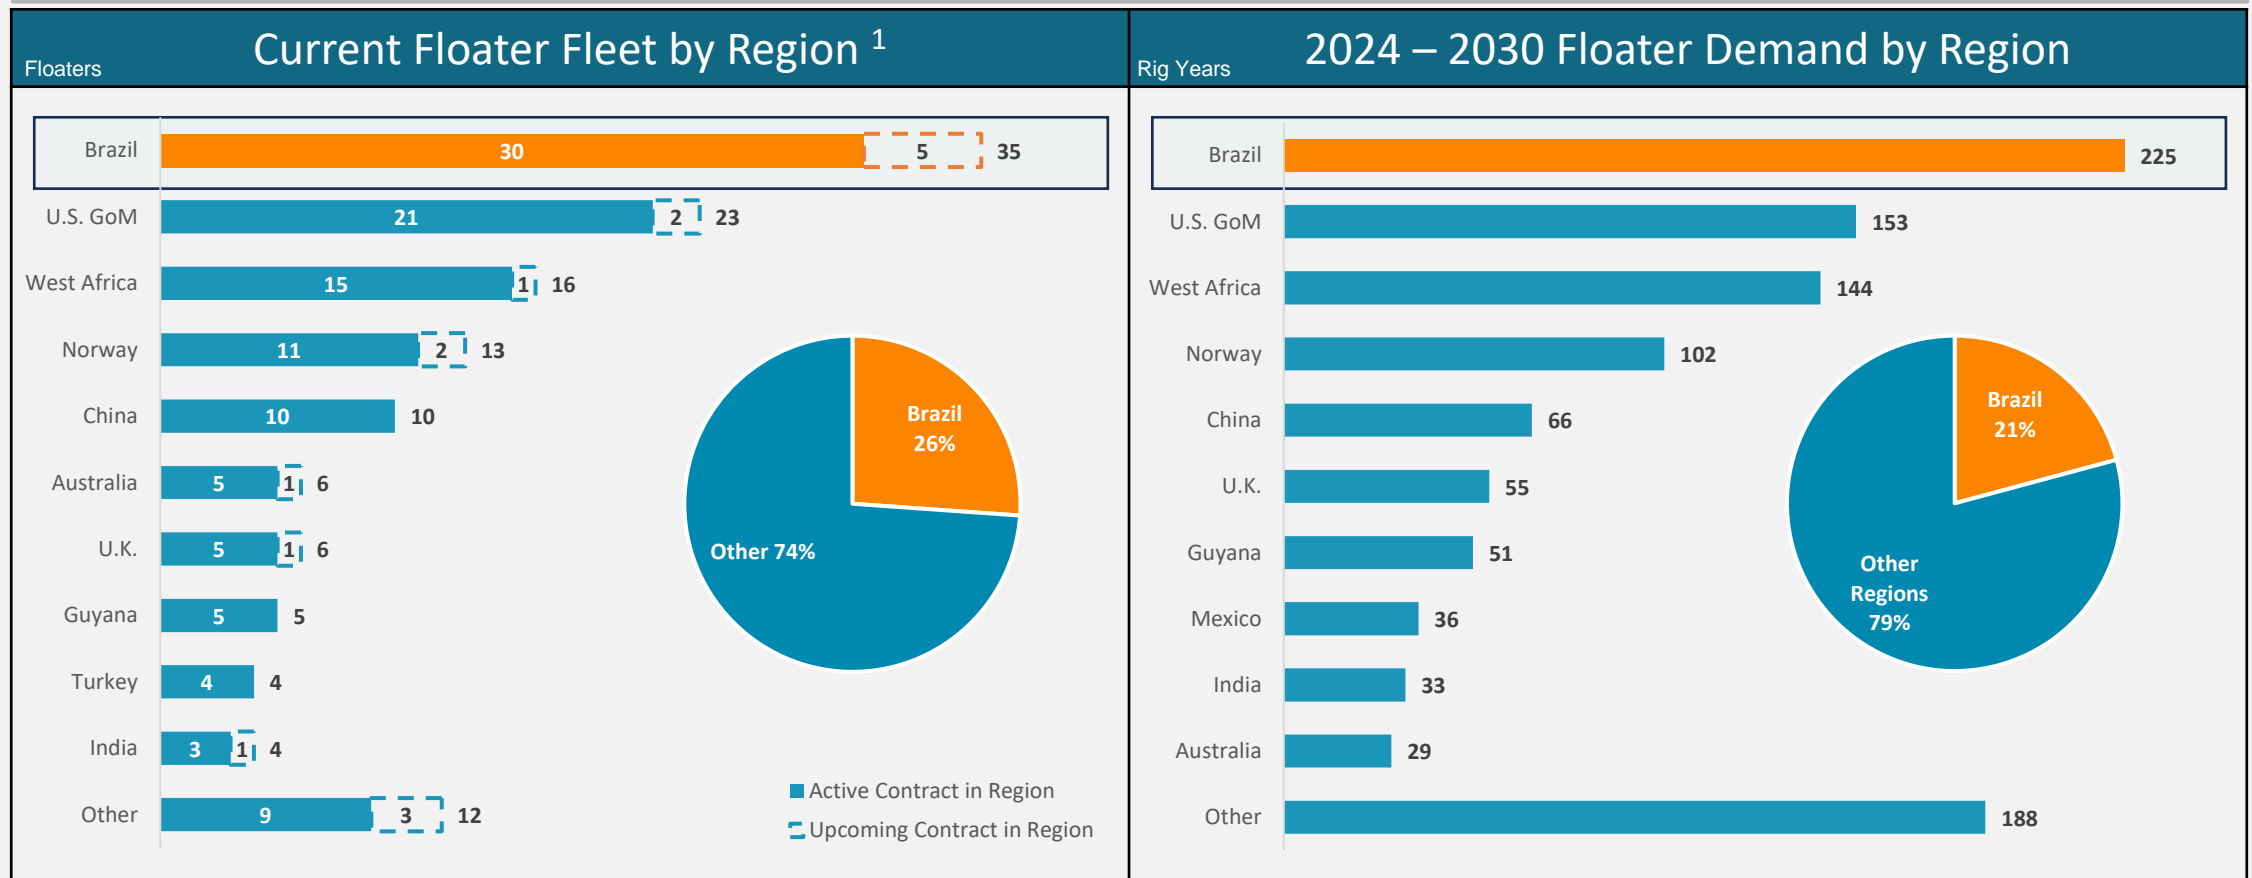 Floaters
Current Floater Fleet by Region 1
Brazil 30 5 35
U.S. GoM 21 2 23
West Africa 15 1 16
Norway 11 2 13
China 10 10
Australia 5 1 6
U.K. 5 1 6
Guyana 5 5
Turkey 4 4
India 3 1 4
Other 9 3 12
Brazil
26%
Other 74%
Active Contract in Region
Upcoming Contract in Region
Rig Years
2024 – 2030 Floater Demand by Region
Brazil 225
U.S. GoM 153
West Africa 144
Norway 102
China 66
U.K. 55
Guyana 51
Mexico 36
India 33
Australia 29
Other 188
Brazil
21%
Other
Regions
79%